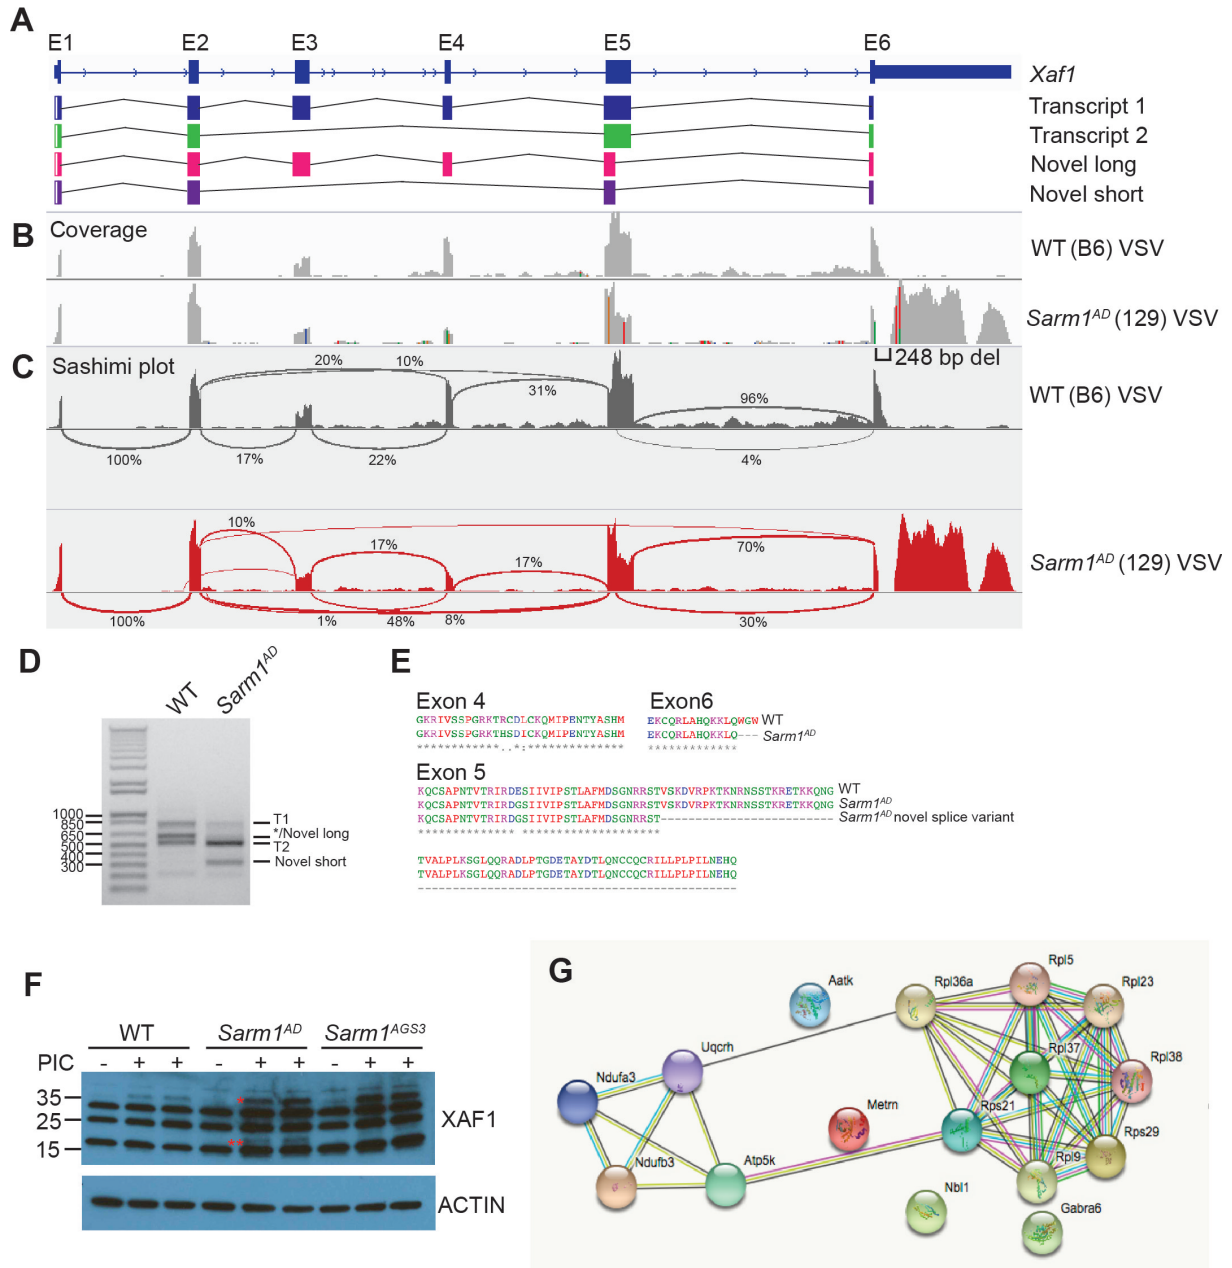 A
E1 E2 E3 E4 E5 E6
Xaf1
Transcript 1
Transcript 2
Novel long
Novel short
B
Coverage
WT (B6) VSV
Sarm1AD (129) VSV
248 bp del
C
Sashimi plot
20% 10%
31%
96%
WT (B6) VSV
100% 17% 22% 4%
10%
17%
17%
70%
Sarm1AD (129) VSV
100% 1% 48% 8% 30%
D
WT Sarm1AD
1000
850
650
500
400
300
T1
*/Novel long
T2
Novel short
E
Exon 4
GKRIVSSPGRKTRCDLCKQMIPENTYASHM
GKRIVSSPGRKTHSDICKQMIPENTYASHM
************..*:**************
Exon6
EKCQRLAHQKKLQWGW WT
EKCQRLAHQKKLQ--- Sarm1AD
*************
Exon 5
KQCSAPNTVTRIRDESIIVIPSTLAFMDSGNRRSTVSKDVRPKTKNRNSSTKRETKKQNG WT
KQCSAPNTVTRIRDGSIIVIPSTLAFMDSGNRRSTVSKDVRPKTKNRNSSTKRETKKQNG Sarm1AD
KQCSAPNTVTRIRDGSIIVIPSTLAFMDSGNRRST------------------------- Sarm1AD novel splice variant
************** ********************
TVALPLKSGLQQRADLPTGDETAYDTLQNCCQCRILLPLPILNEHQ
TVALPLKSGLQQRADLPTGDETAYDTLQNCCQCRILLPLPILNEHQ
----------------------------------------------
F
WT Sarm1AD Sarm1AGS3
PIC - + + - + + - + +
35
25
15
*
**
XAF1
ACTIN
G
Aatk
Rpl36a
Rpl5
Rpl23
Uqcrh
Rpl37
Rpl38
Ndufa3
Metrn
Rps21
Rps29
Ndufb3
Atp5k
Rpl9
Nbl1
Gabra6